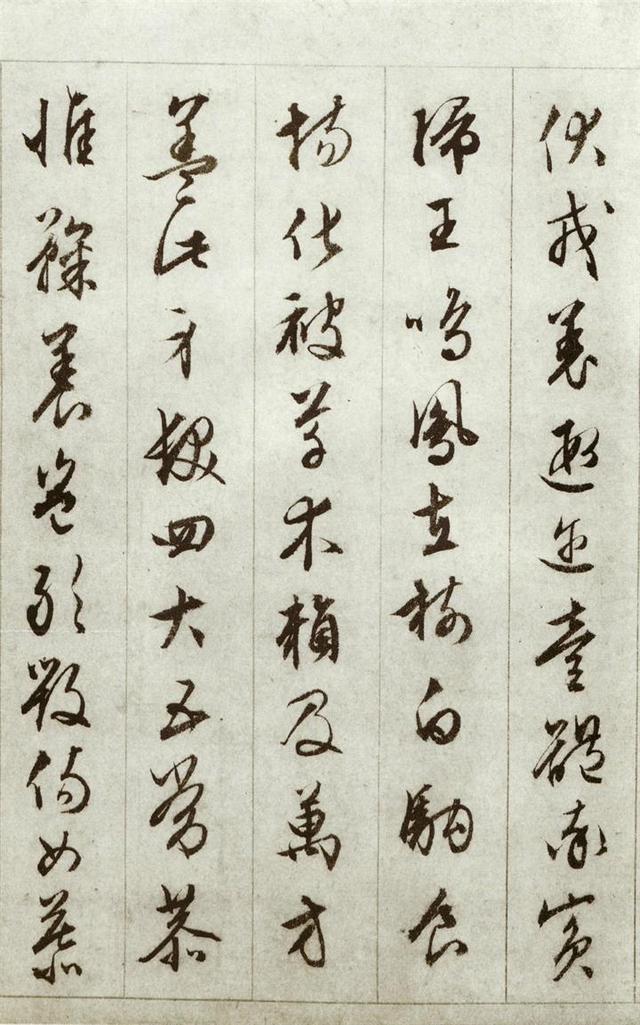 伏戎羌遐邇壹體率賓
歸王鳴鳳在樹白駒食
場化被草木賴及萬方
蓋此身髮四大五常恭
惟鞠養豈敢毀傷女慕